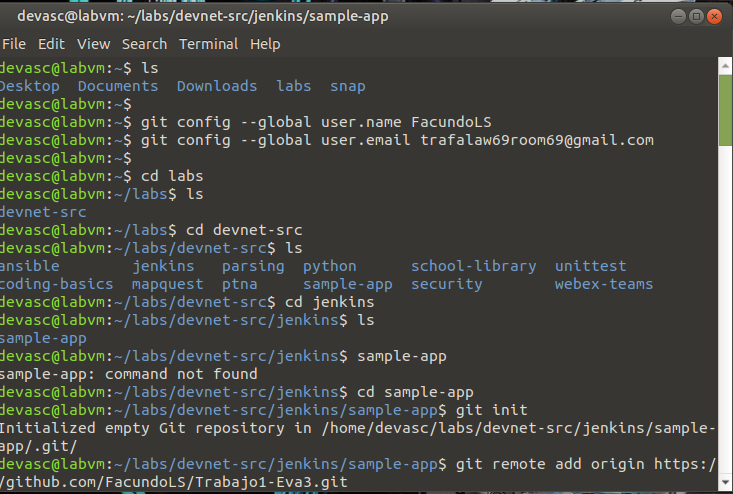 devasc@labvm: ~/labs/devnet-src/jenkins/sample-app
File Edit View Search Terminal Help
devasc@labvm:~$ ls
Desktop  Documents  Downloads  labs  snap
devasc@labvm:~$
devasc@labvm:~$ git config --global user.name FacundoLS
devasc@labvm:~$ git config --global user.email trafalaw69room69@gmail.com
devasc@labvm:~$
devasc@labvm:~$ cd labs
devasc@labvm:~/labs$ ls
devnet-src
devasc@labvm:~/labs$ cd devnet-src
devasc@labvm:~/labs/devnet-src$ ls
ansible        jenkins   parsing  python      school-library  unittest
coding-basics  mapquest  ptna     sample-app  security        webex-teams
devasc@labvm:~/labs/devnet-src$ cd jenkins
devasc@labvm:~/labs/devnet-src/jenkins$ ls
sample-app
devasc@labvm:~/labs/devnet-src/jenkins$ sample-app
sample-app: command not found
devasc@labvm:~/labs/devnet-src/jenkins$ cd sample-app
devasc@labvm:~/labs/devnet-src/jenkins/sample-app$ git init
Initialized empty Git repository in /home/devasc/labs/devnet-src/jenkins/sample-
app/.git/
devasc@labvm:~/labs/devnet-src/jenkins/sample-app$ git remote add origin https:/
/github.com/FacundoLS/Trabajo1-Eva3.git